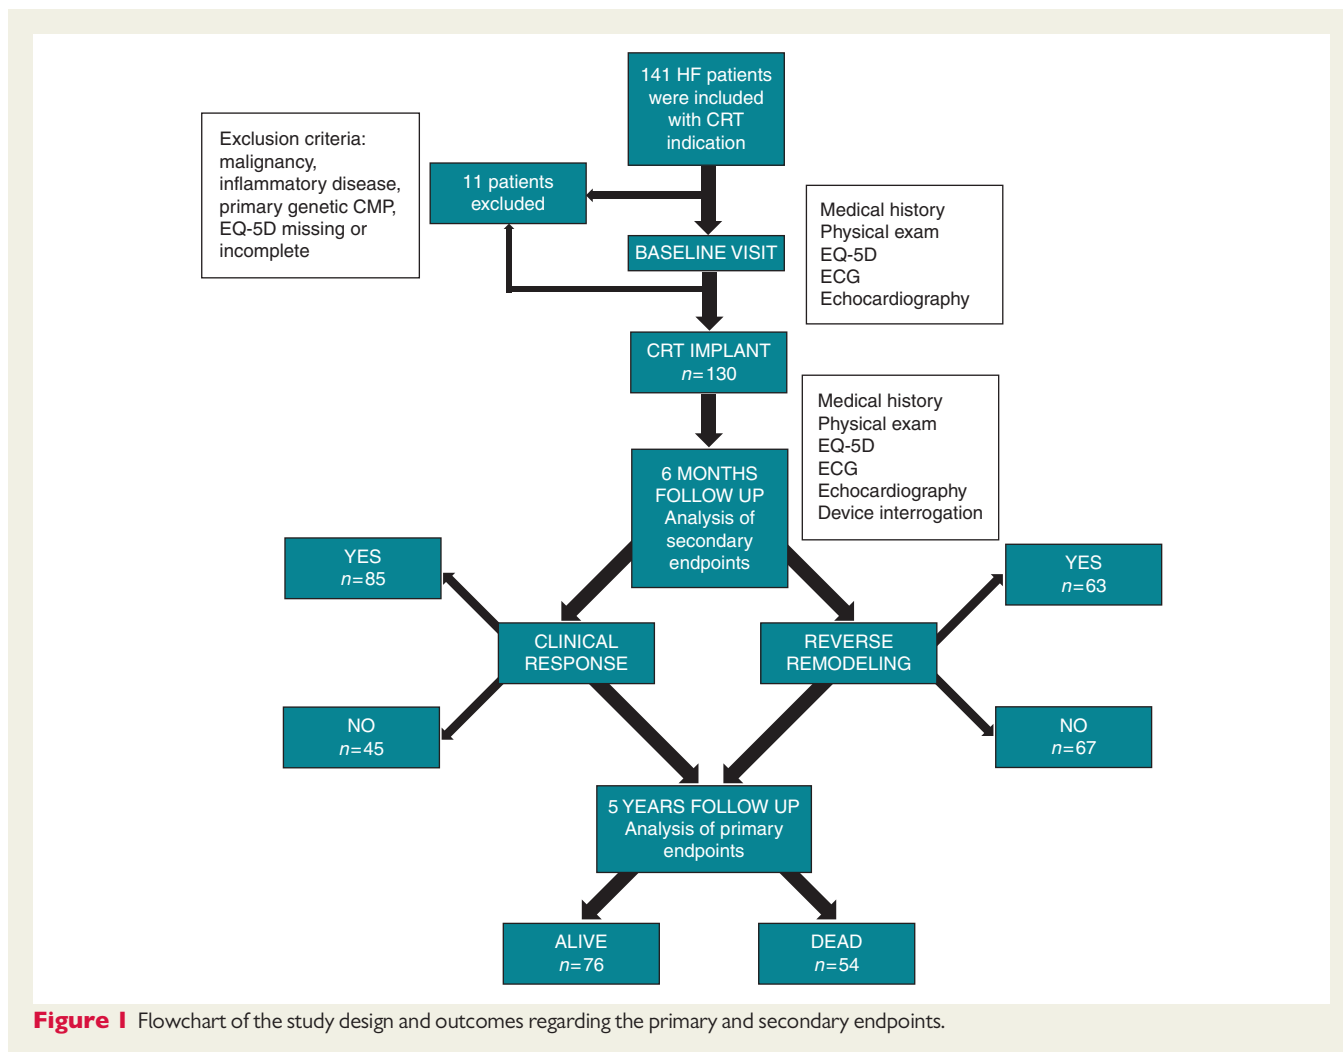 141 HF patients
were included
with CRT
indication
Exclusion criteria:
malignancy,
inflammatory disease,
primary genetic CMP,
EQ-5D missing or
incomplete
11 patients
excluded
BASELINE VISIT
Medical history
Physical exam
EQ-5D
ECG
Echocardiography
CRT IMPLANT
n=130
Medical history
Physical exam
EQ-5D
ECG
Echocardiography
Device interrogation
6 MONTHS
FOLLOW UP
Analysis of
secondary
endpoints
YES
n=85
YES
n=63
CLINICAL
RESPONSE
REVERSE
REMODELING
NO
n=45
NO
n=67
5 YEARS FOLLOW UP
Analysis of primary
endpoints
ALIVE
n=76
DEAD
n=54
Figure 1 Flowchart of the study design and outcomes regarding the primary and secondary endpoints.